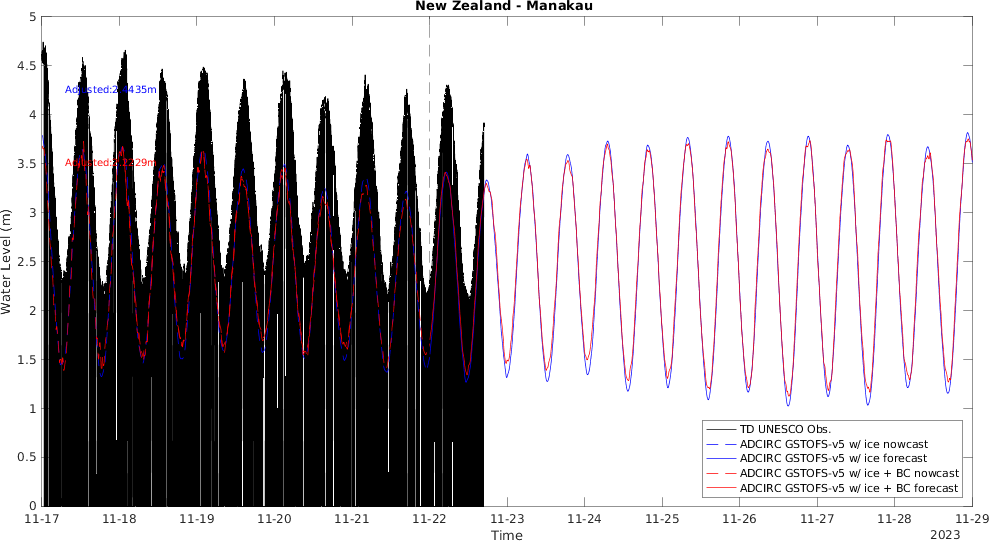 New Zealand - Manakau
Water Level (m)
5
4.5
4
3.5
3
2.5
2
1.5
1
0.5
0
TD UNESCO Obs.
ADCIRC GSTOFS-v5 w/ ice nowcast
ADCIRC GSTOFS-v5 w/ ice forecast
ADCIRC GSTOFS-v5 w/ ice + BC nowcast
ADCIRC GSTOFS-v5 w/ ice + BC forecast
11-17 11-18 11-19 11-20 11-21 11-22 11-23 11-24 11-25 11-26 11-27 11-28 11-29
Time
2023